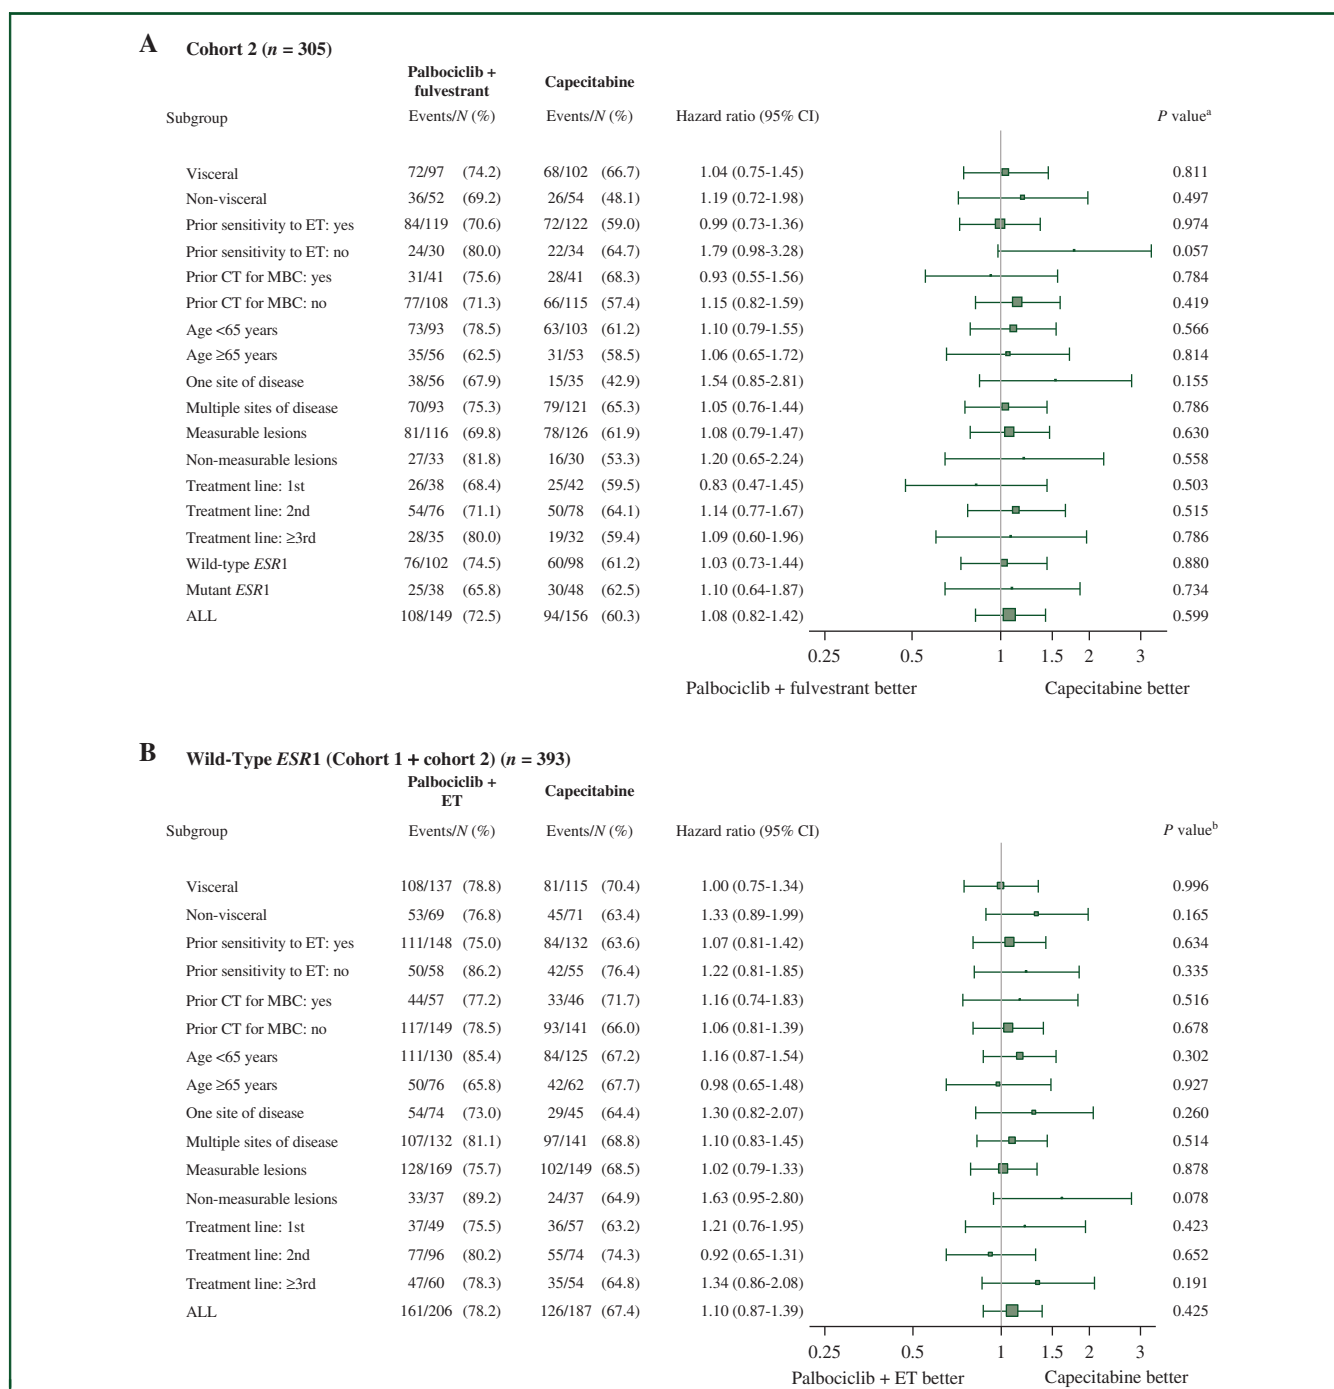 A Cohort 2 (n = 305)
Palbociclib + fulvestrant Capecitabine
Subgroup Events/N (%) Events/N (%) Hazard ratio (95% CI) P valueᵃ
Visceral 72/97 (74.2) 68/102 (66.7) 1.04 (0.75-1.45) 0.811
Non-visceral 36/52 (69.2) 26/54 (48.1) 1.19 (0.72-1.98) 0.497
Prior sensitivity to ET: yes 84/119 (70.6) 72/122 (59.0) 0.99 (0.73-1.36) 0.974
Prior sensitivity to ET: no 24/30 (80.0) 22/34 (64.7) 1.79 (0.98-3.28) 0.057
Prior CT for MBC: yes 31/41 (75.6) 28/41 (68.3) 0.93 (0.55-1.56) 0.784
Prior CT for MBC: no 77/108 (71.3) 66/115 (57.4) 1.15 (0.82-1.59) 0.419
Age <65 years 73/93 (78.5) 63/103 (61.2) 1.10 (0.79-1.55) 0.566
Age ≥65 years 35/56 (62.5) 31/53 (58.5) 1.06 (0.65-1.72) 0.814
One site of disease 38/56 (67.9) 15/35 (42.9) 1.54 (0.85-2.81) 0.155
Multiple sites of disease 70/93 (75.3) 79/121 (65.3) 1.05 (0.76-1.44) 0.786
Measurable lesions 81/116 (69.8) 78/126 (61.9) 1.08 (0.79-1.47) 0.630
Non-measurable lesions 27/33 (81.8) 16/30 (53.3) 1.20 (0.65-2.24) 0.558
Treatment line: 1st 26/38 (68.4) 25/42 (59.5) 0.83 (0.47-1.45) 0.503
Treatment line: 2nd 54/76 (71.1) 50/78 (64.1) 1.14 (0.77-1.67) 0.515
Treatment line: ≥3rd 28/35 (80.0) 19/32 (59.4) 1.09 (0.60-1.96) 0.786
Wild-type ESR1 76/102 (74.5) 60/98 (61.2) 1.03 (0.73-1.44) 0.880
Mutant ESR1 25/38 (65.8) 30/48 (62.5) 1.10 (0.64-1.87) 0.734
ALL 108/149 (72.5) 94/156 (60.3) 1.08 (0.82-1.42) 0.599
0.25 0.5 1 1.5 2 3
Palbociclib + fulvestrant better Capecitabine better
B Wild-Type ESR1 (Cohort 1 + cohort 2) (n = 393)
Palbociclib + ET Capecitabine
Subgroup Events/N (%) Events/N (%) Hazard ratio (95% CI) P valueᵇ
Visceral 108/137 (78.8) 81/115 (70.4) 1.00 (0.75-1.34) 0.996
Non-visceral 53/69 (76.8) 45/71 (63.4) 1.33 (0.89-1.99) 0.165
Prior sensitivity to ET: yes 111/148 (75.0) 84/132 (63.6) 1.07 (0.81-1.42) 0.634
Prior sensitivity to ET: no 50/58 (86.2) 42/55 (76.4) 1.22 (0.81-1.85) 0.335
Prior CT for MBC: yes 44/57 (77.2) 33/46 (71.7) 1.16 (0.74-1.83) 0.516
Prior CT for MBC: no 117/149 (78.5) 93/141 (66.0) 1.06 (0.81-1.39) 0.678
Age <65 years 111/130 (85.4) 84/125 (67.2) 1.16 (0.87-1.54) 0.302
Age ≥65 years 50/76 (65.8) 42/62 (67.7) 0.98 (0.65-1.48) 0.927
One site of disease 54/74 (73.0) 29/45 (64.4) 1.30 (0.82-2.07) 0.260
Multiple sites of disease 107/132 (81.1) 97/141 (68.8) 1.10 (0.83-1.45) 0.514
Measurable lesions 128/169 (75.7) 102/149 (68.5) 1.02 (0.79-1.33) 0.878
Non-measurable lesions 33/37 (89.2) 24/37 (64.9) 1.63 (0.95-2.80) 0.078
Treatment line: 1st 37/49 (75.5) 36/57 (63.2) 1.21 (0.76-1.95) 0.423
Treatment line: 2nd 77/96 (80.2) 55/74 (74.3) 0.92 (0.65-1.31) 0.652
Treatment line: ≥3rd 47/60 (78.3) 35/54 (64.8) 1.34 (0.86-2.08) 0.191
ALL 161/206 (78.2) 126/187 (67.4) 1.10 (0.87-1.39) 0.425
0.25 0.5 1 1.5 2 3
Palbociclib + ET better Capecitabine better